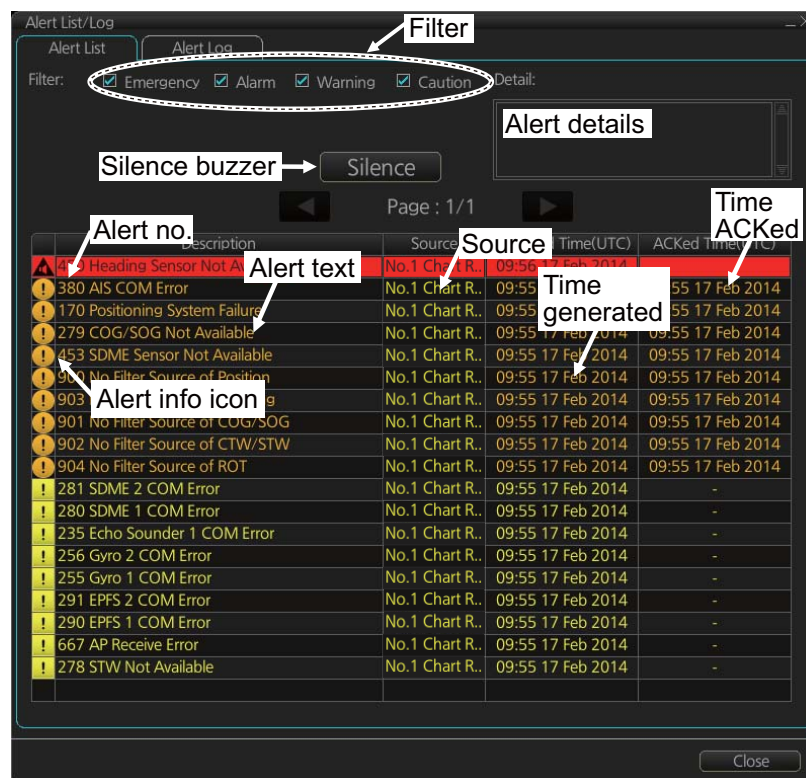 Alert List/Log
Filter
Alert List Alert Log
Filter: Emergency Alarm Warning Caution Detail:
Alert details
Silence buzzer Silence
Page : 1/1
Time
ACKed
Alert no.
Description Source Time(UTC) ACKed Time(UTC)
Source
Heading Sensor Not Av No.1 Chart R.. 09:56 17 Feb 2014
Alert text
380 AIS COM Error No.1 Chart R.. 09:55 55 17 Feb 2014
Time
generated
170 Positioning System Failure No.1 Chart R.. 09:55 55 17 Feb 2014
279 COG/SOG Not Available No.1 Chart R.. 09:55 17 Feb 2014 09:55 17 Feb 2014
453 SDME Sensor Not Available No.1 Chart R.. 09:55 17 Feb 2014 09:55 17 Feb 2014
900 No Filter Source of Position No.1 Chart R.. 09:55 17 Feb 2014 09:55 17 Feb 2014
Alert info icon
903 g No.1 Chart R.. 09:55 17 Feb 2014 09:55 17 Feb 2014
901 No Filter Source of COG/SOG No.1 Chart R.. 09:55 17 Feb 2014 09:55 17 Feb 2014
902 No Filter Source of CTW/STW No.1 Chart R.. 09:55 17 Feb 2014 09:55 17 Feb 2014
904 No Filter Source of ROT No.1 Chart R.. 09:55 17 Feb 2014 09:55 17 Feb 2014
! 281 SDME 2 COM Error No.1 Chart R.. 09:55 17 Feb 2014 -
! 280 SDME 1 COM Error No.1 Chart R.. 09:55 17 Feb 2014 -
! 235 Echo Sounder 1 COM Error No.1 Chart R.. 09:55 17 Feb 2014 -
! 256 Gyro 2 COM Error No.1 Chart R.. 09:55 17 Feb 2014 -
! 255 Gyro 1 COM Error No.1 Chart R.. 09:55 17 Feb 2014 -
! 291 EPFS 2 COM Error No.1 Chart R.. 09:55 17 Feb 2014 -
! 290 EPFS 1 COM Error No.1 Chart R.. 09:55 17 Feb 2014 -
! 667 AP Receive Error No.1 Chart R.. 09:55 17 Feb 2014 -
! 278 STW Not Available No.1 Chart R.. 09:55 17 Feb 2014 -
Close